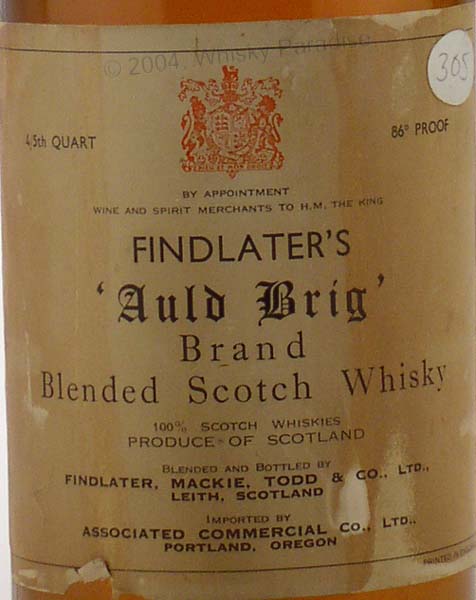 © 2004, Whisky Paradise
305
4/5th QUART
86° PROOF
BY APPOINTMENT
WINE AND SPIRIT MERCHANTS TO H.M. THE KING
FINDLATER'S
'Auld Brig'
Brand
Blended Scotch Whisky
100% SCOTCH WHISKIES
PRODUCE OF SCOTLAND
BLENDED AND BOTTLED BY
FINDLATER, MACKIE, TODD & CO., LTD.,
LEITH, SCOTLAND
IMPORTED BY
ASSOCIATED COMMERCIAL CO., LTD.,
PORTLAND, OREGON
PRINTED IN